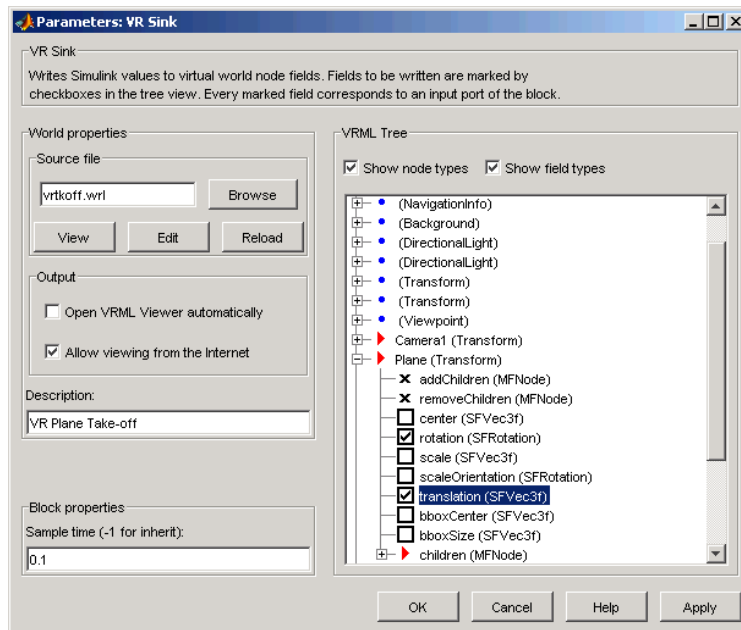 Parameters: VR Sink
VR Sink
Writes Simulink values to virtual world node fields. Fields to be written are marked by
checkboxes in the tree view. Every marked field corresponds to an input port of the block.
World properties
Source file
vrtkoff.wrl
Browse
View
Edit
Reload
Output
Open VRML Viewer automatically
Allow viewing from the Internet
Description:
VR Plane Take-off
Block properties
Sample time (-1 for inherit):
0.1
VRML Tree
Show node types
Show field types
(NavigationInfo)
(Background)
(DirectionalLight)
(DirectionalLight)
(Transform)
(Transform)
(Viewpoint)
Camera1 (Transform)
Plane (Transform)
addChildren (MFNode)
removeChildren (MFNode)
center (SFVec3f)
rotation (SFRotation)
scale (SFVec3f)
scaleOrientation (SFRotation)
translation (SFVec3f)
bboxCenter (SFVec3f)
bboxSize (SFVec3f)
children (MFNode)
OK
Cancel
Help
Apply